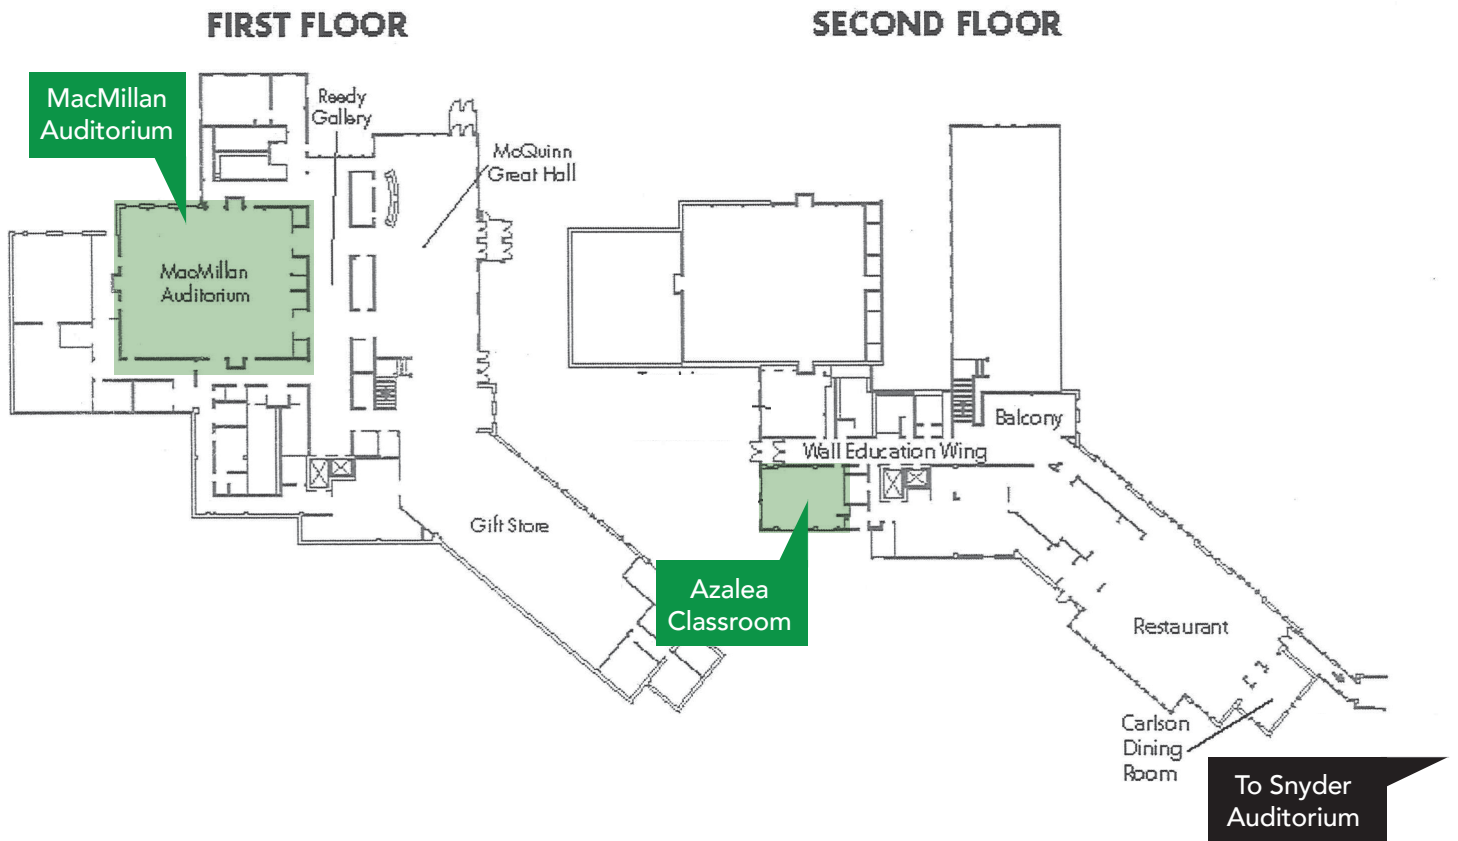 FIRST FLOOR
SECOND FLOOR
MacMillan
Auditorium
Reedy
Gallery
McQuinn
Great Hall
MacMillan
Auditorium
Gift Store
Balcony
Wall Education Wing
Azalea
Classroom
Restaurant
Carlson
Dining
Room
To Snyder
Auditorium